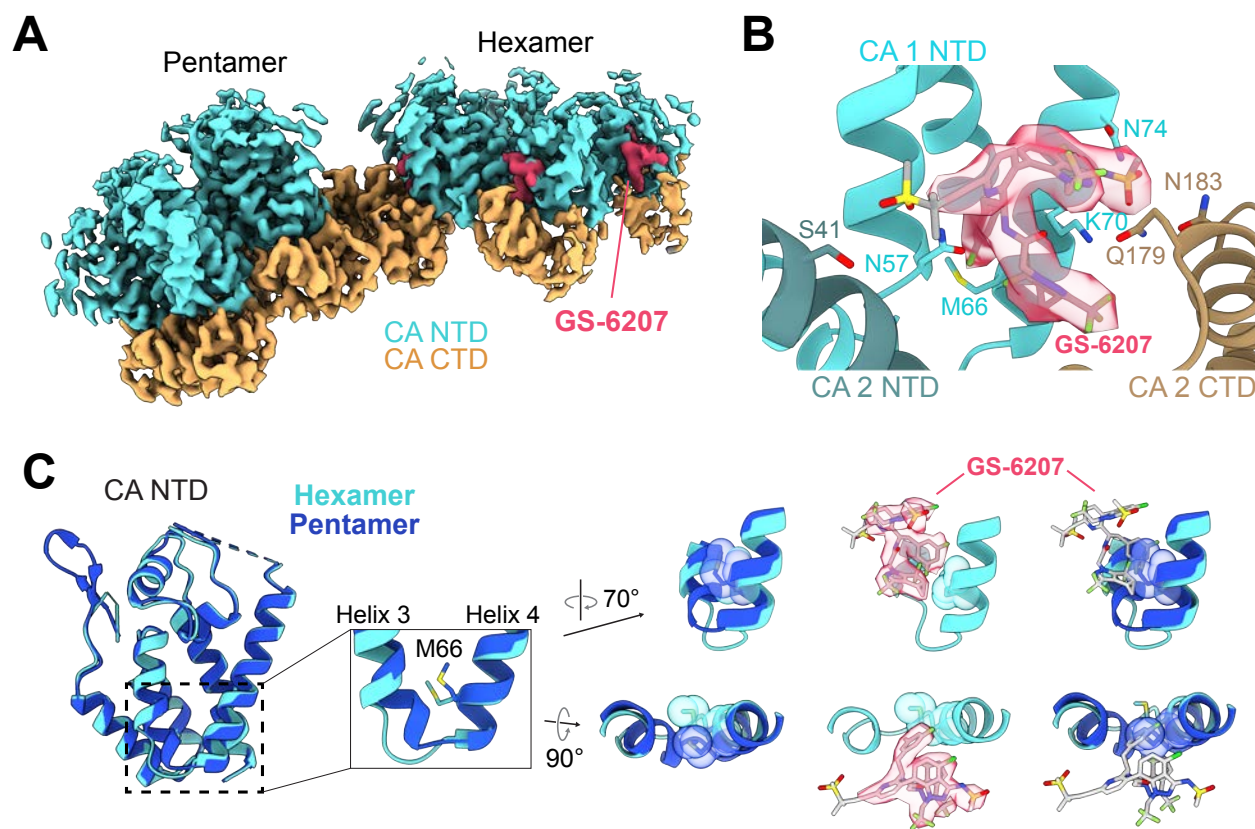 A
Pentamer
Hexamer
CA NTD
CA CTD
GS-6207
B
CA 1 NTD
N74
N183
K70
Q179
S41
N57
M66
GS-6207
CA 2 NTD
CA 2 CTD
C
CA NTD
Hexamer
Pentamer
GS-6207
Helix 3
Helix 4
M66
70°
90°